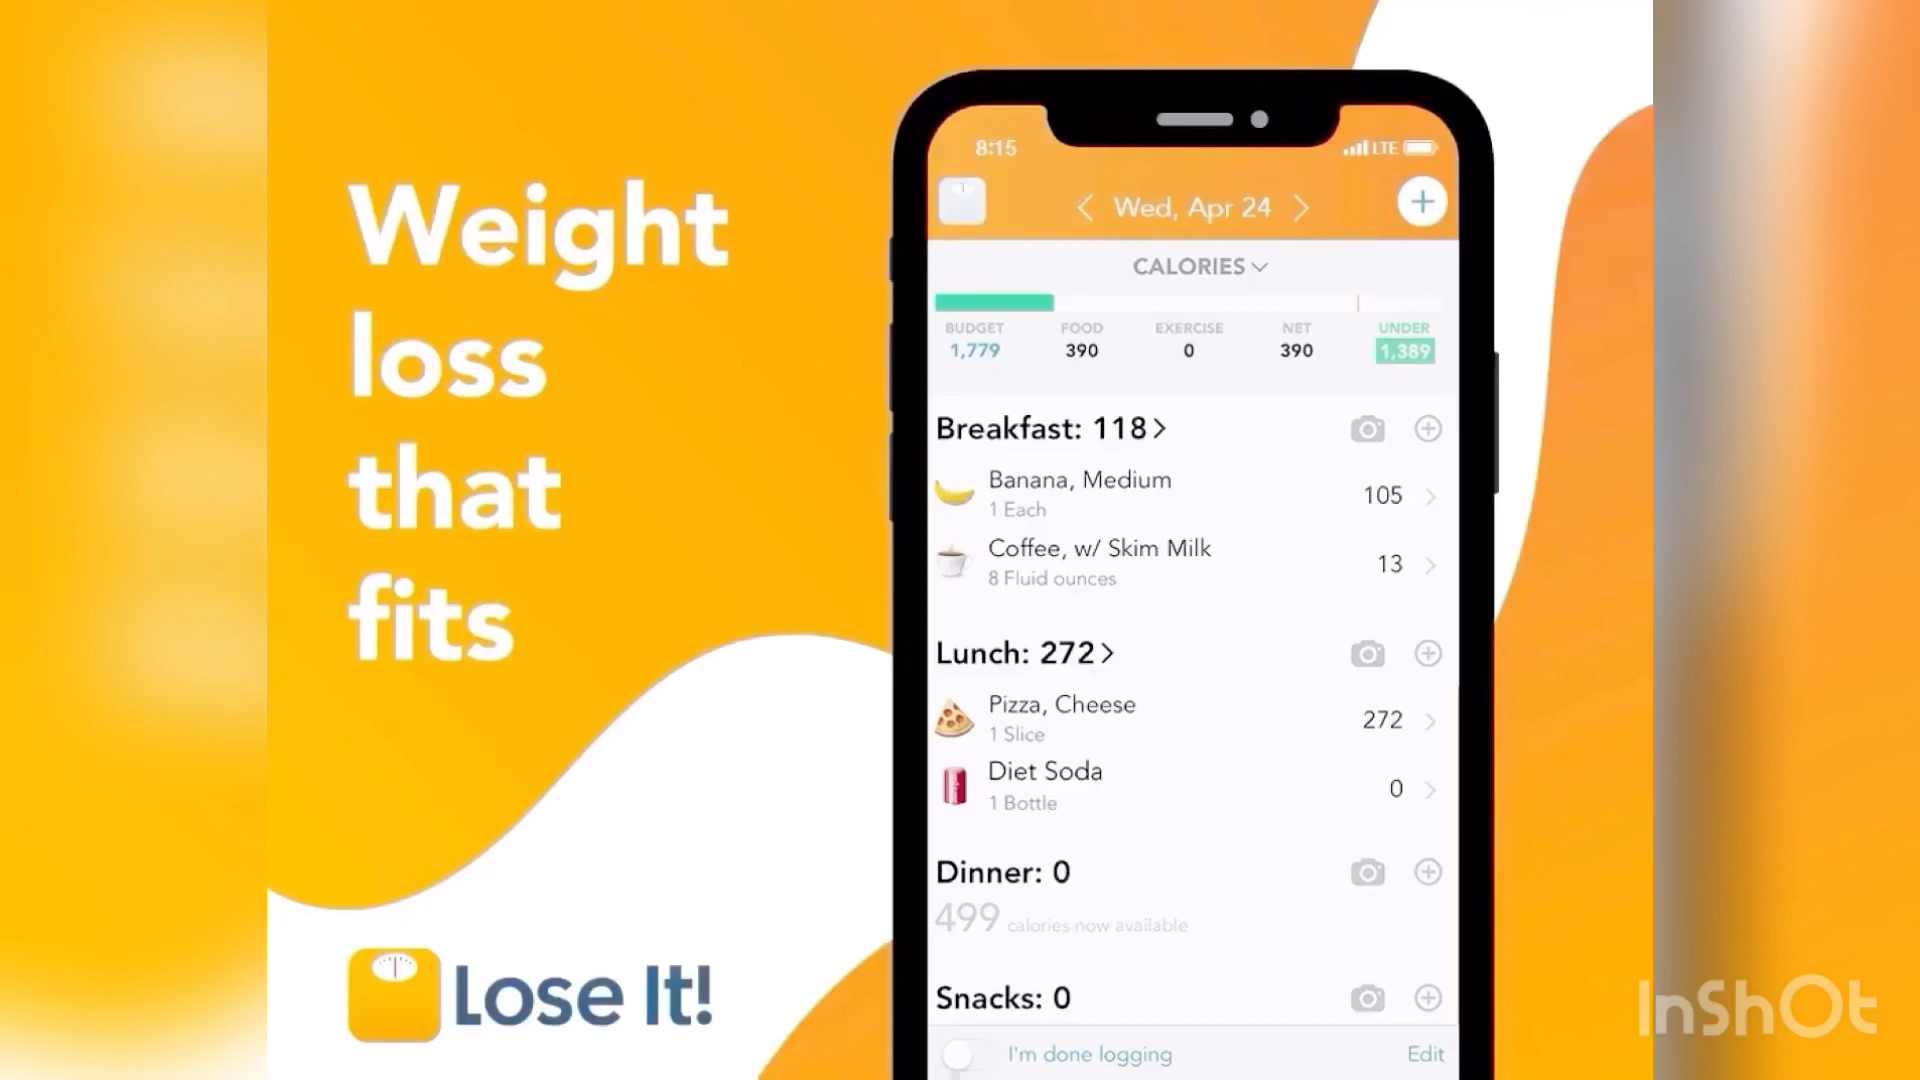 Weight
loss
that
fits
Lose It!
8:15
LTE
Wed, Apr 24
CALORIES
BUDGET FOOD EXERCISE NET UNDER
1,779 390 0 390 1,389
Breakfast: 118
Banana, Medium
1 Each
105
Coffee, w/ Skim Milk
8 Fluid ounces
13
Lunch: 272
Pizza, Cheese
1 Slice
272
Diet Soda
1 Bottle
0
Dinner: 0
499 calories now available
Snacks: 0
I'm done logging
Edit
InShOt